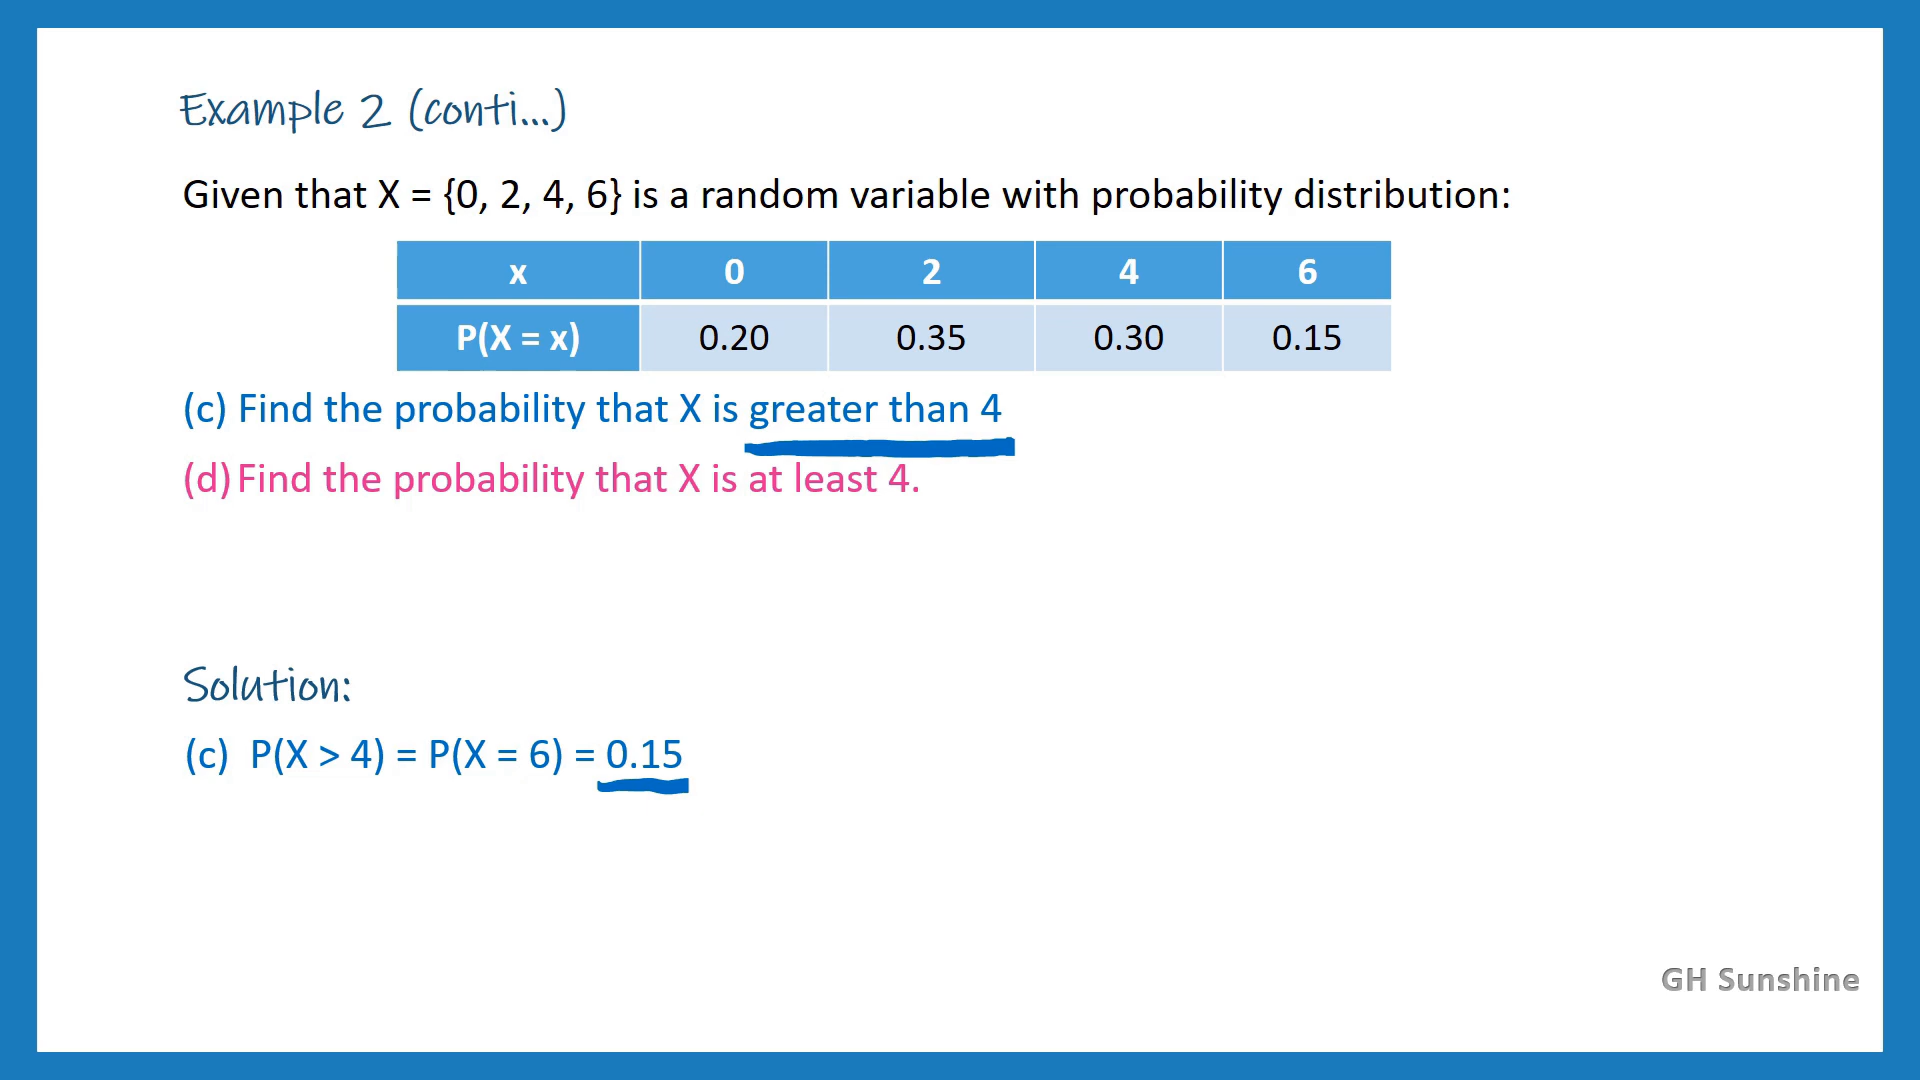 Example 2 (conti...)
Given that X = {0, 2, 4, 6} is a random variable with probability distribution:
x 0 2 4 6
P(X = x) 0.20 0.35 0.30 0.15
(c) Find the probability that X is greater than 4
(d) Find the probability that X is at least 4.
Solution:
(c) P(X > 4) = P(X = 6) = 0.15
GH Sunshine